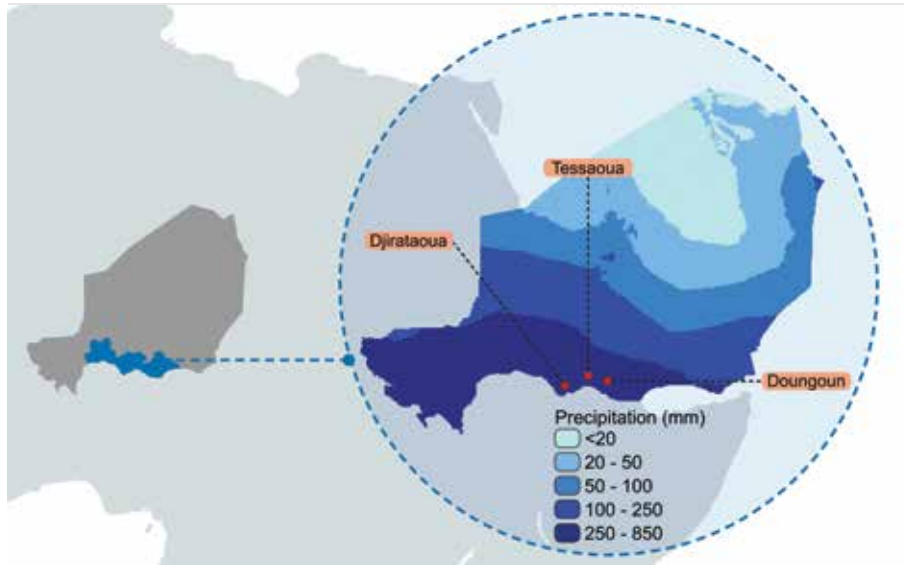 Tessaoua
Djirataoua
Doungoun
Precipitation (mm)
<20
20 - 50
50 - 100
100 - 250
250 - 850